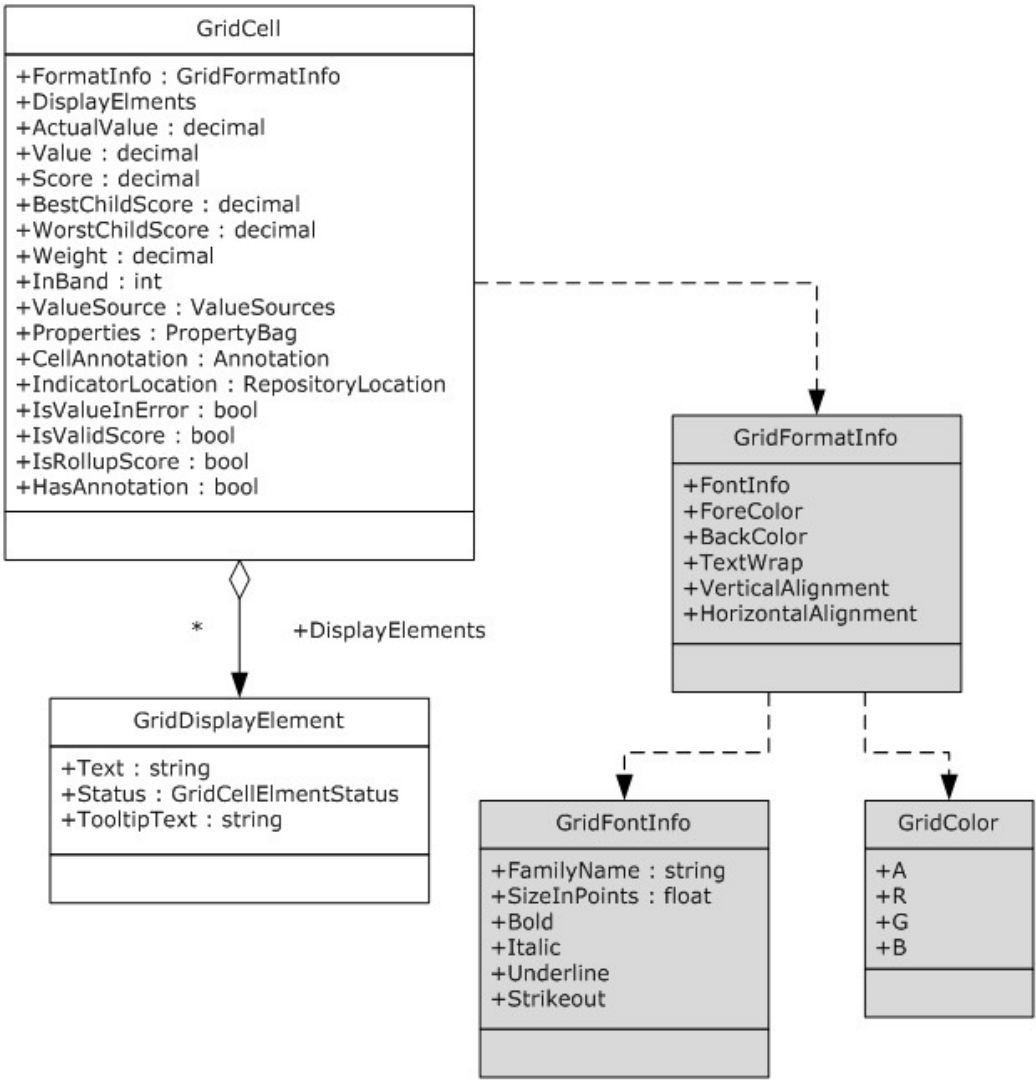 GridCell
+FormatInfo : GridFormatInfo
+DisplayElments
+ActualValue : decimal
+Value : decimal
+Score : decimal
+BestChildScore : decimal
+WorstChildScore : decimal
+Weight : decimal
+InBand : int
+ValueSource : ValueSources
+Properties : PropertyBag
+CellAnnotation : Annotation
+IndicatorLocation : RepositoryLocation
+IsValueInError : bool
+IsValidScore : bool
+IsRollupScore : bool
+HasAnnotation : bool
* +DisplayElements
GridDisplayElement
+Text : string
+Status : GridCellElmentStatus
+TooltipText : string
GridFormatInfo
+FontInfo
+ForeColor
+BackColor
+TextWrap
+VerticalAlignment
+HorizontalAlignment
GridFontInfo
+FamilyName : string
+SizeInPoints : float
+Bold
+Italic
+Underline
+Strikeout
GridColor
+A
+R
+G
+B